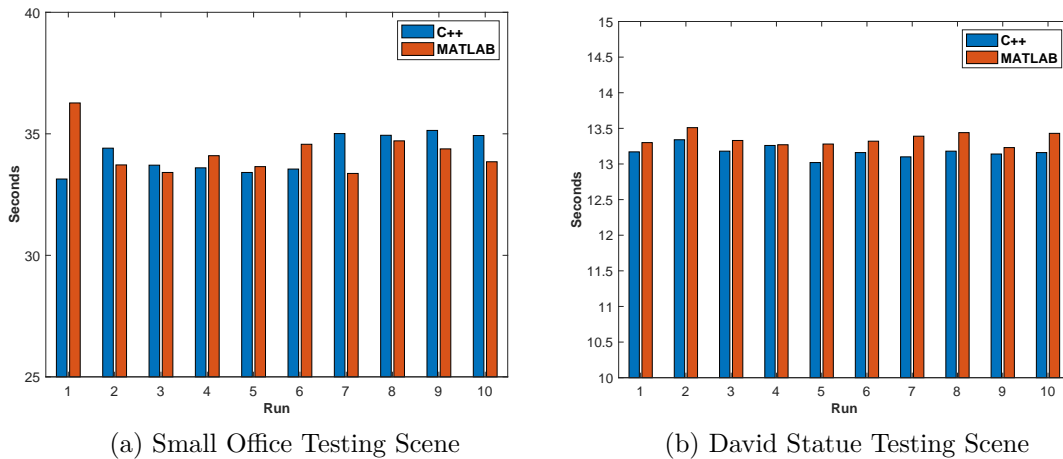 40
35
30
25
Seconds
C++
MATLAB
1 2 3 4 5 6 7 8 9 10
Run
(a) Small Office Testing Scene
15
14.5
14
13.5
13
12.5
12
11.5
11
10.5
10
Seconds
C++
MATLAB
1 2 3 4 5 6 7 8 9 10
Run
(b) David Statue Testing Scene